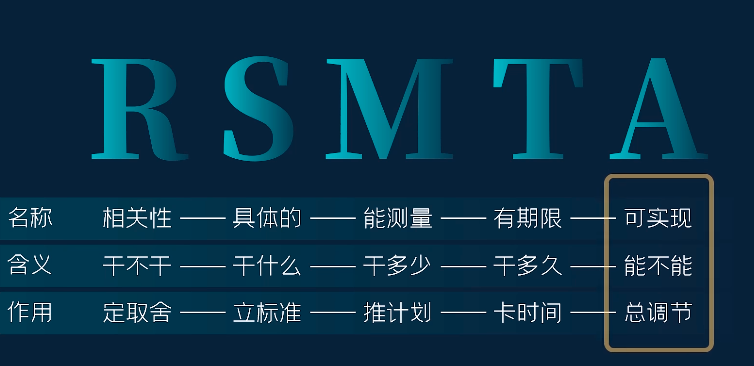 RSMTA
名称 相关性 具体的 能测量 有期限 可实现
含义 干不干 干什么 干多少 干多久 能不能
作用 定取舍 立标准 推计划 卡时间 总调节